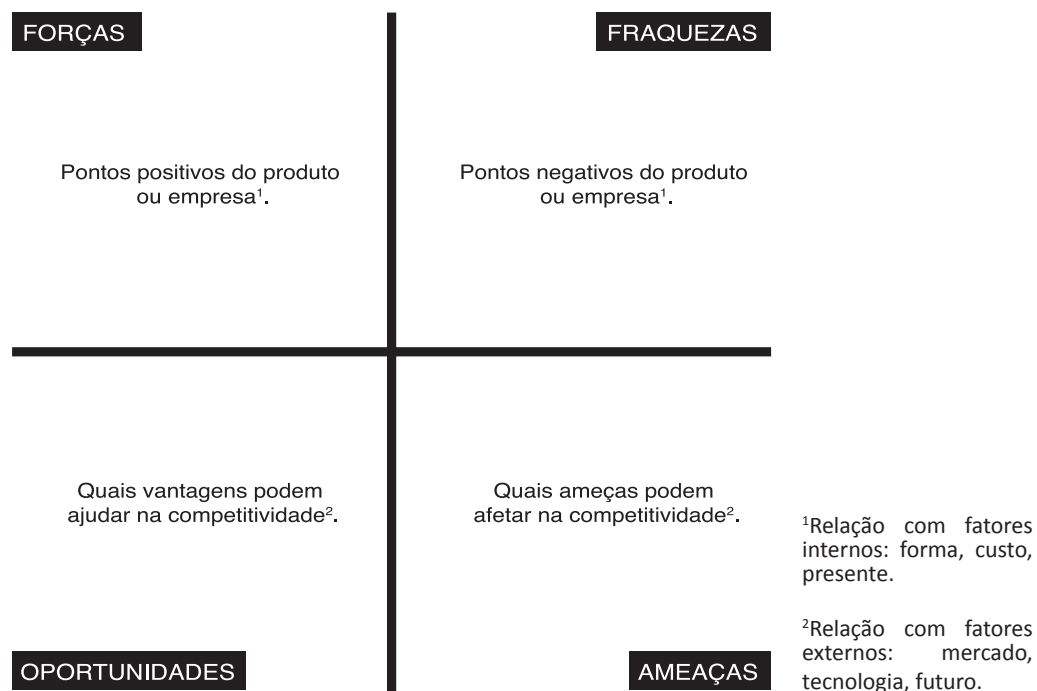 FORÇAS
FRAQUEZAS
Pontos positivos do produto
ou empresa¹.
Pontos negativos do produto
ou empresa¹.
Quais vantagens podem
ajudar na competitividade².
Quais ameças podem
afetar na competitividade².
OPORTUNIDADES
AMEAÇAS
¹Relação com fatores
internos: forma, custo,
presente.
²Relação com fatores
externos: mercado,
tecnologia, futuro.